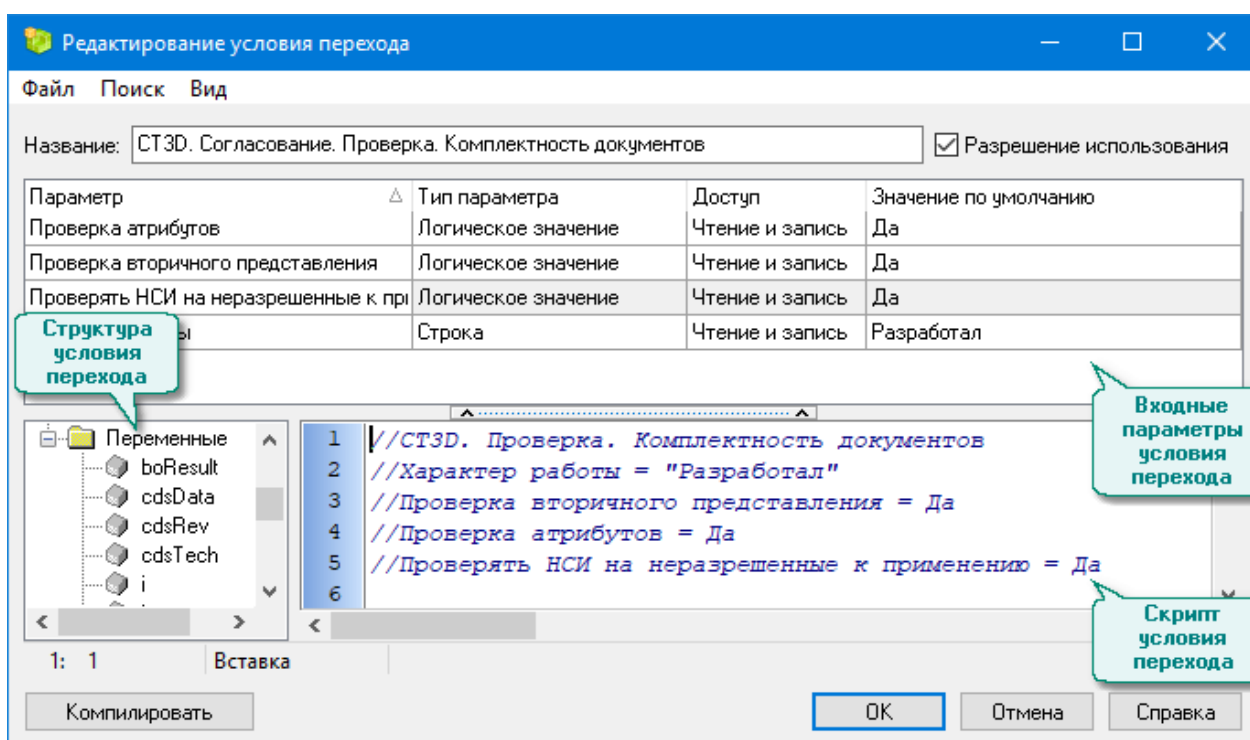 Редактирование условия перехода
Файл Поиск Вид
Название: СТ3D. Согласование. Проверка. Комплектность документов Разрешение использования
Параметр Тип параметра Доступ Значение по умолчанию
Проверка атрибутов Логическое значение Чтение и запись Да
Проверка вторичного представления Логическое значение Чтение и запись Да
Проверять НСИ на неразрешенные к Логическое значение Чтение и запись Да
Строка Чтение и запись Разработал
Структура
условия
перехода
Входные
параметры
условия
перехода
Переменные
boResult
cdsData
cdsRev
cdsTech
i
1 //СТ3D. Проверка. Комплектность документов
2 //Характер работы = "Разработал"
3 //Проверка вторичного представления = Да
4 //Проверка атрибутов = Да
5 //Проверять НСИ на неразрешенные к применению = Да
6
Скрипт
условия
перехода
1: 1 Вставка
Компилировать ОК Отмена Справка